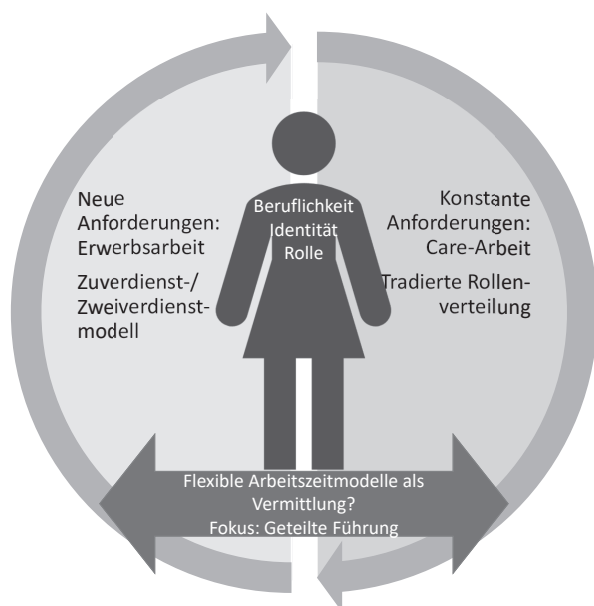 Neue
Anforderungen:
Erwerbsarbeit
Zuverdienst-/
Zweiverdienst-
modell
Beruflichkeit
Identität
Rolle
Konstante
Anforderungen:
Care-Arbeit
Tradierte Rollen-
verteilung
Flexible Arbeitszeitmodelle als
Vermittlung?
Fokus: Geteilte Führung